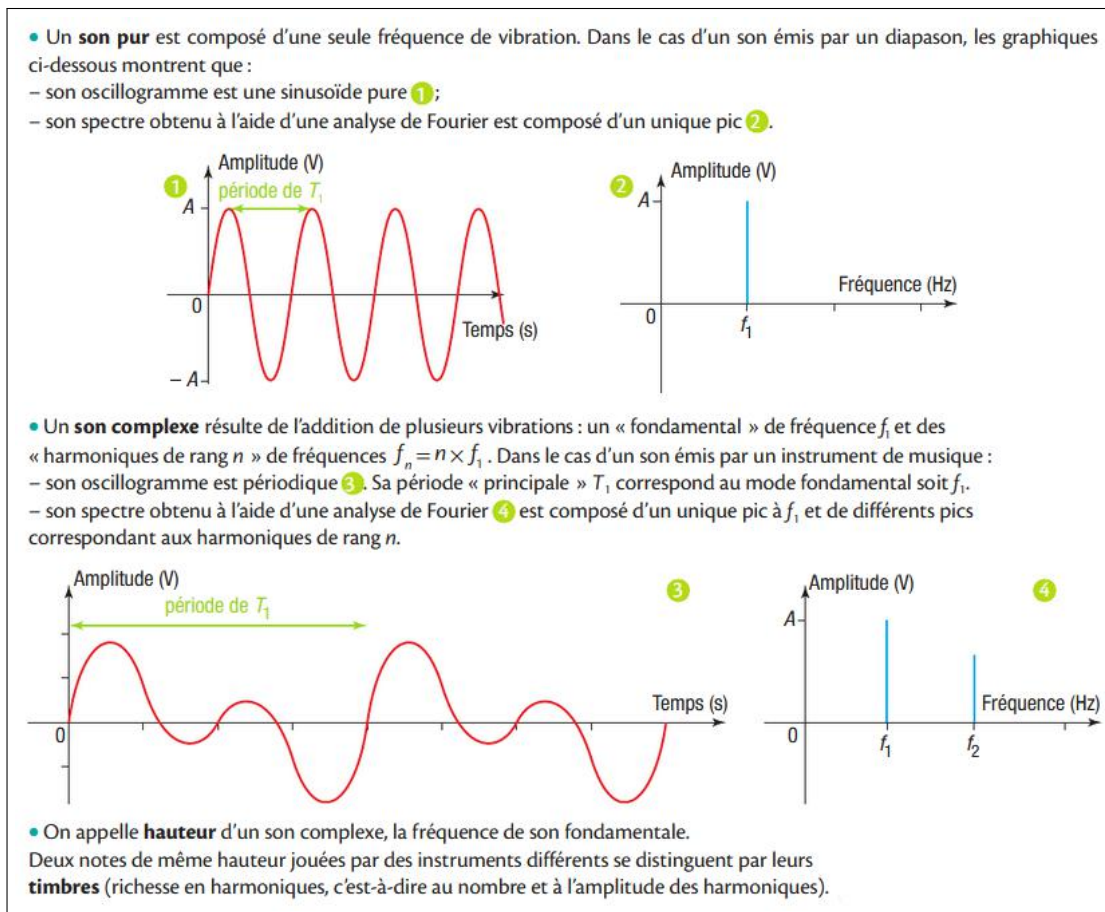 • Un son pur est composé d'une seule fréquence de vibration. Dans le cas d'un son émis par un diapason, les graphiques
ci-dessous montrent que :
– son oscillogramme est une sinusoïde pure 1 ;
– son spectre obtenu à l'aide d'une analyse de Fourier est composé d'un unique pic 2 .
1
Amplitude (V)
période de T1
A
0
Temps (s)
– A
2
Amplitude (V)
A
Fréquence (Hz)
0
f1
• Un son complexe résulte de l'addition de plusieurs vibrations : un « fondamental » de fréquence f1 et des
« harmoniques de rang n » de fréquences fn = n × f1 . Dans le cas d'un son émis par un instrument de musique :
– son oscillogramme est périodique 3 . Sa période « principale » T1 correspond au mode fondamental soit f1.
– son spectre obtenu à l'aide d'une analyse de Fourier 4 est composé d'un unique pic à f1 et de différents pics
correspondant aux harmoniques de rang n.
Amplitude (V)
période de T1
3
Temps (s)
0
Amplitude (V)
4
A
Fréquence (Hz)
0
f1
f2
• On appelle hauteur d'un son complexe, la fréquence de son fondamentale.
Deux notes de même hauteur jouées par des instruments différents se distinguent par leurs
timbres (richesse en harmoniques, c'est-à-dire au nombre et à l'amplitude des harmoniques).